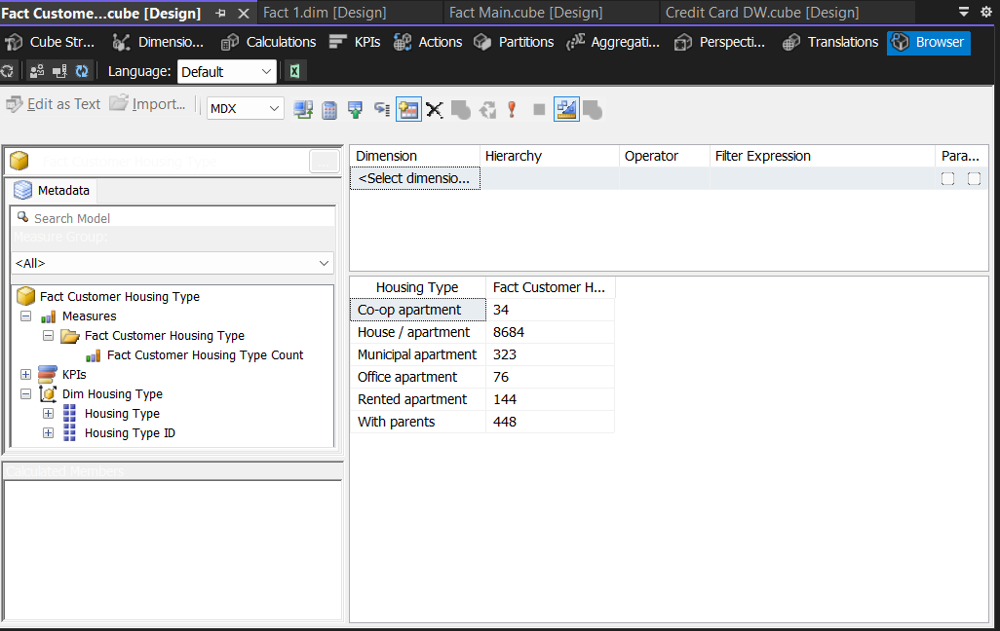 Fact Custome...cube [Design] Fact 1.dim [Design] Fact Main.cube [Design] Credit Card DW.cube [Design]
Cube Str... Dimensio... Calculations KPIs Actions Partitions Aggregati... Perspecti... Translations Browser
Language: Default
Edit as Text Import... MDX
Fact Customer Housing Type ...
Metadata
Search Model
Measure Group:
<All>
Fact Customer Housing Type
Measures
Fact Customer Housing Type
Fact Customer Housing Type Count
KPIs
Dim Housing Type
Housing Type
Housing Type ID
Calculated Members
Dimension Hierarchy Operator Filter Expression Para...
<Select dimensio...
Housing Type Fact Customer H...
Co-op apartment 34
House / apartment 8684
Municipal apartment 323
Office apartment 76
Rented apartment 144
With parents 448